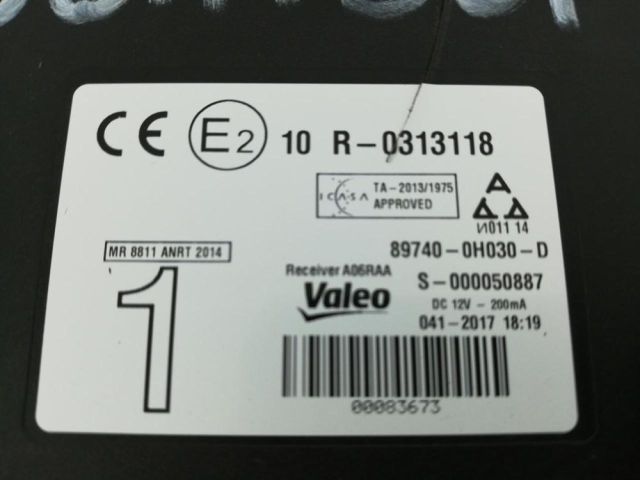 CE E2 10 R-0313118
ICASA TA-2013/1975
APPROVED
И011 14
MR 8811 ANRT 2014
89740-0H030-D
Receiver A06RAA
S-000050887
Valeo
DC 12V - 200mA
1
041-2017 18:19
00083673